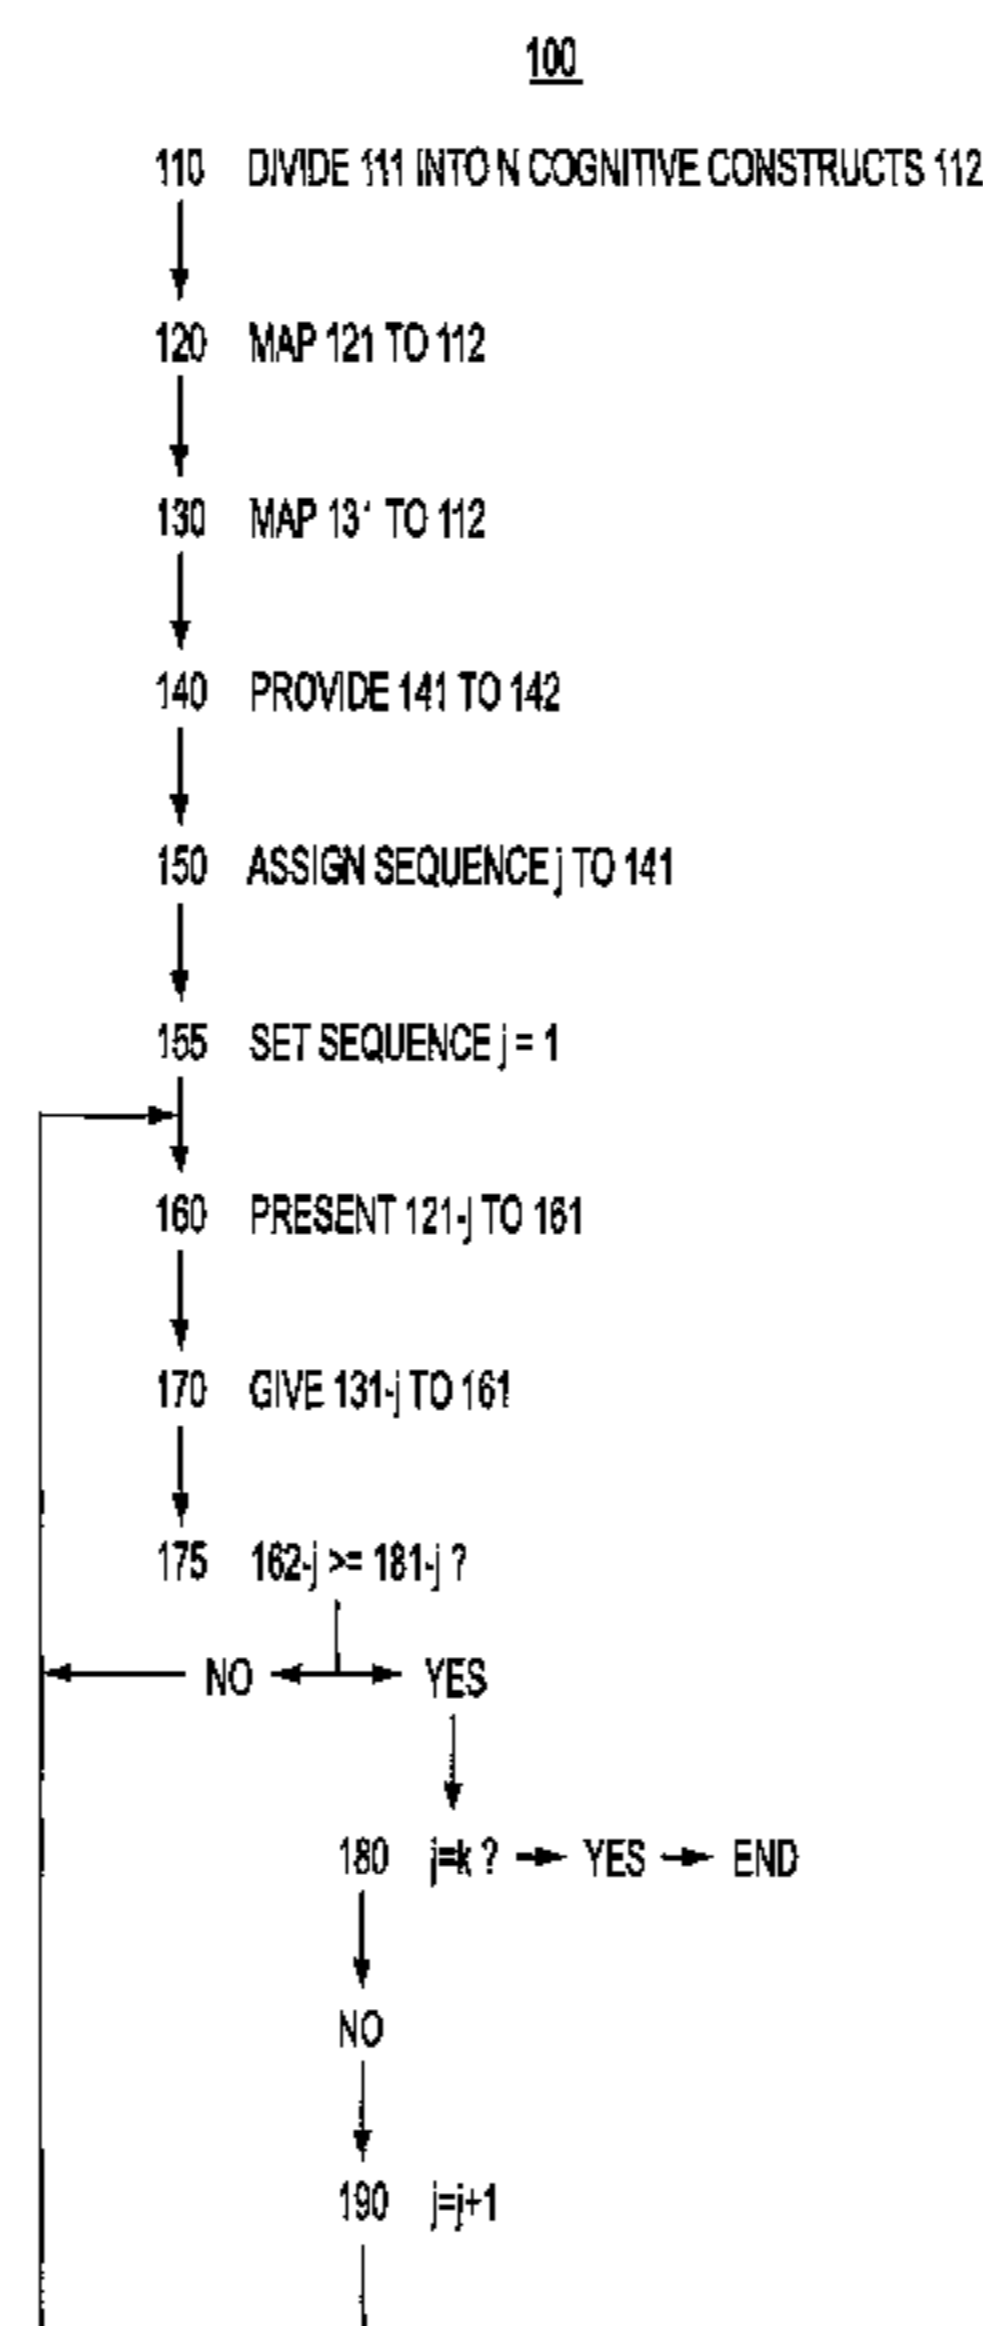 100
110 DIVIDE 111 INTO N COGNITIVE CONSTRUCTS 112
120 MAP 121 TO 112
130 MAP 131 TO 112
140 PROVIDE 141 TO 142
150 ASSIGN SEQUENCE j TO 141
155 SET SEQUENCE j = 1
160 PRESENT 121-j TO 161
170 GIVE 131-j TO 161
175 162-j >= 181-j ?
NO YES
180 j=k ? YES END
NO
190 j=j+1